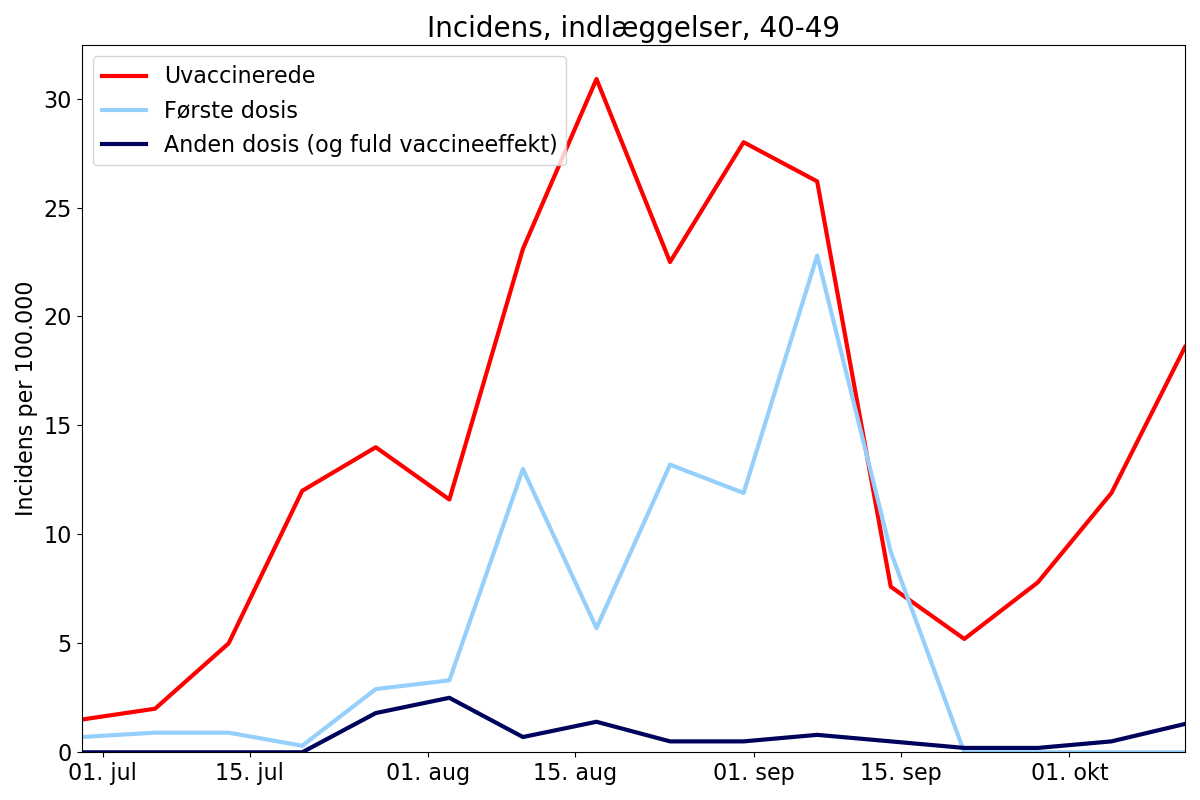 Incidens, indlæggelser, 40-49
Uvaccinerede
Første dosis
Anden dosis (og fuld vaccineeffekt)
Incidens per 100.000
30
25
20
15
10
5
0
01. jul 15. jul 01. aug 15. aug 01. sep 15. sep 01. okt